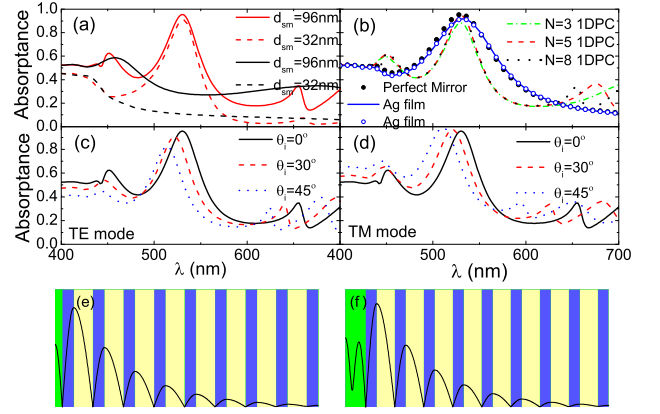 (a)
d_sm=96nm
d_sm=32nm
d_sm=96nm
d_sm=32nm
Absorptance
1.0
0.8
0.6
0.4
0.2
0.0
(b)
N=3 1DPC
N=5 1DPC
N=8 1DPC
Perfect Mirror
Ag film
Ag film
Absorptance
(c)
θ_i=0°
θ_i=30°
θ_i=45°
TE mode
Absorptance
0.8
0.6
0.4
0.2
0.0
400 500 600 400
λ (nm)
(d)
θ_i=0°
θ_i=30°
θ_i=45°
TM mode
500 600 700
λ (nm)
(e)
(f)